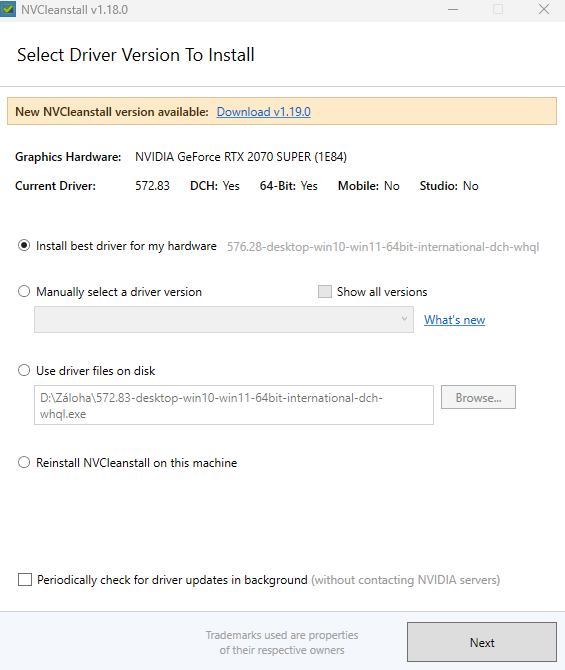 NVCleanstall v1.18.0
Select Driver Version To Install
New NVCleanstall version available: Download v1.19.0
Graphics Hardware: NVIDIA GeForce RTX 2070 SUPER (1E84)
Current Driver: 572.83 DCH: Yes 64-Bit: Yes Mobile: No Studio: No
Install best driver for my hardware 576.28-desktop-win10-win11-64bit-international-dch-whql
Manually select a driver version Show all versions
What's new
Use driver files on disk
D:\Záloha\572.83-desktop-win10-win11-64bit-international-dch-
whql.exe
Browse...
Reinstall NVCleanstall on this machine
Periodically check for driver updates in background (without contacting NVIDIA servers)
Trademarks used are properties
of their respective owners
Next